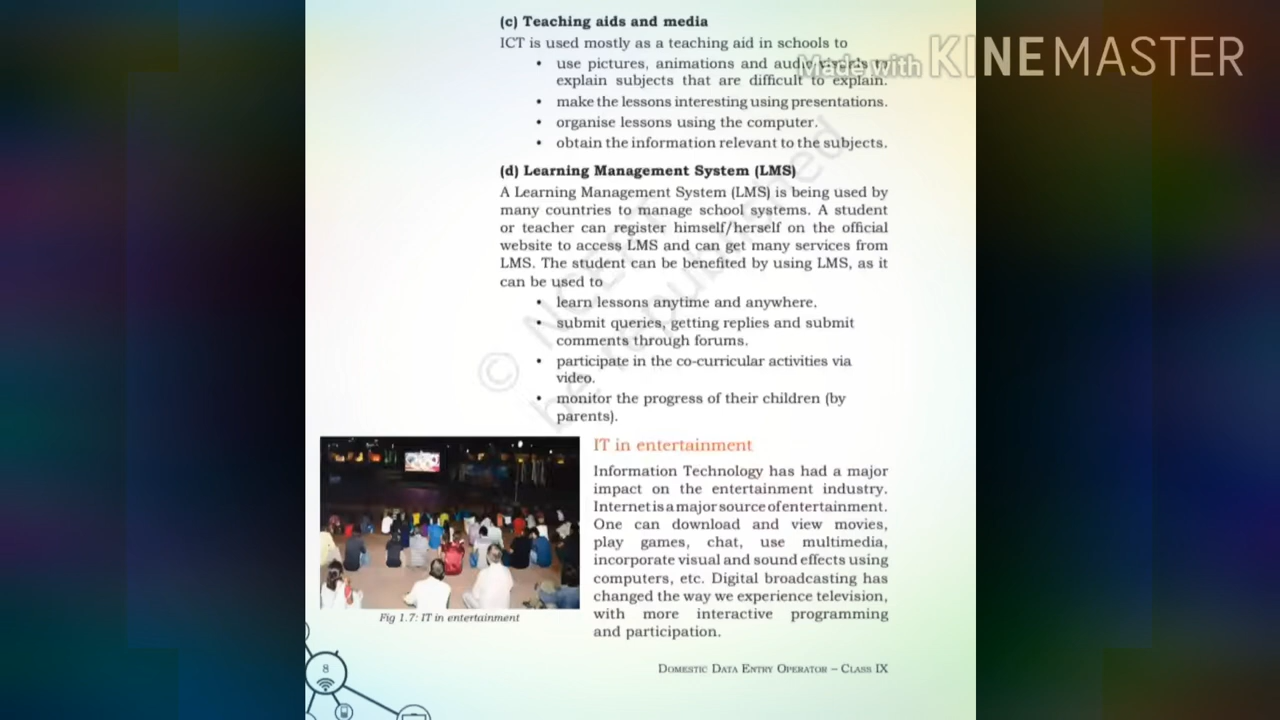 (c) Teaching aids and media
ICT is used mostly as a teaching aid in schools to
• use pictures, animations and audio visuals to
explain subjects that are difficult to explain.
Made with KINEMASTER
• make the lessons interesting using presentations.
• organise lessons using the computer.
• obtain the information relevant to the subjects.
(d) Learning Management System (LMS)
A Learning Management System (LMS) is being used by
many countries to manage school systems. A student
or teacher can register himself/herself on the official
website to access LMS and can get many services from
LMS. The student can be benefited by using LMS, as it
can be used to
• learn lessons anytime and anywhere.
• submit queries, getting replies and submit
comments through forums.
• participate in the co-curricular activities via
video.
• monitor the progress of their children (by
parents).
© NCERT
be republished
IT in entertainment
Information Technology has had a major
impact on the entertainment industry.
Internet is a major source of entertainment.
One can download and view movies,
play games, chat, use multimedia,
incorporate visual and sound effects using
computers, etc. Digital broadcasting has
changed the way we experience television,
with more interactive programming
and participation.
Fig 1.7: IT in entertainment
8
DOMESTIC DATA ENTRY OPERATOR – CLASS IX